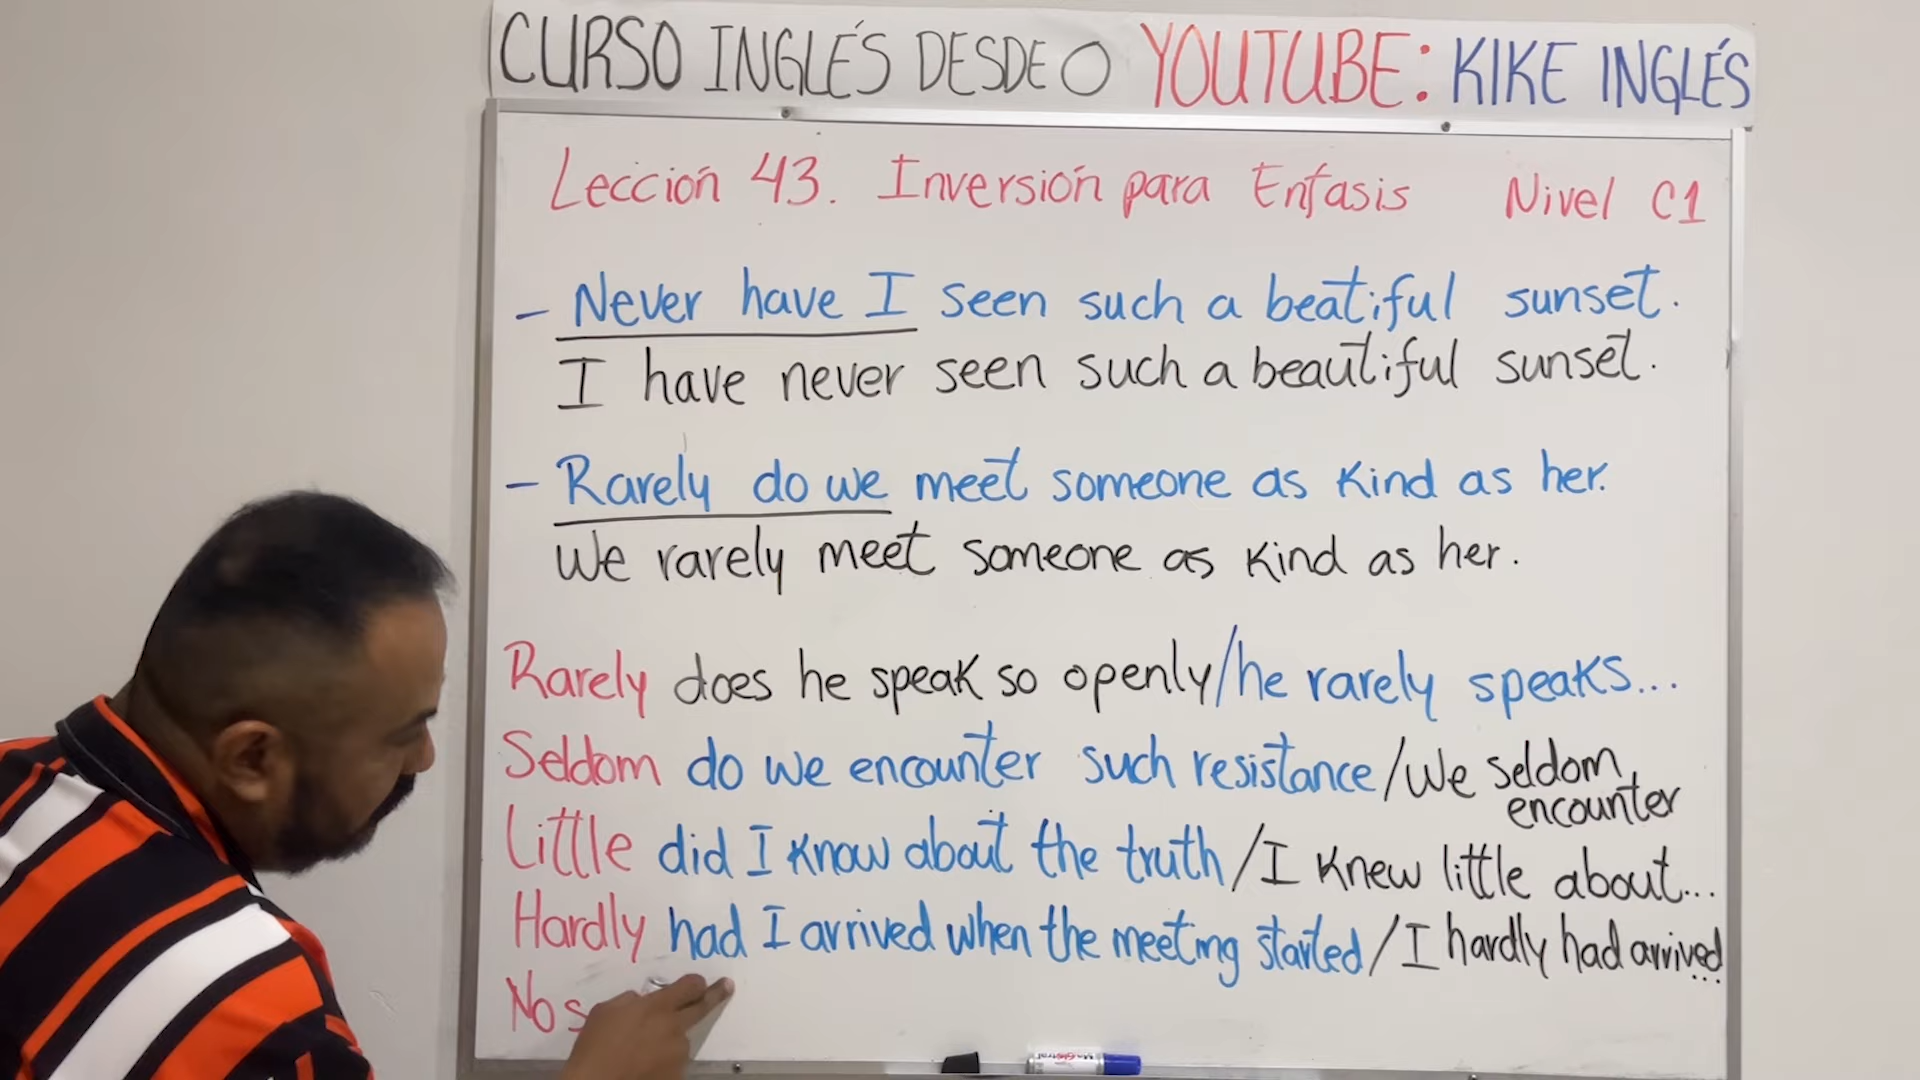 CURSO INGLÉS DESDE 0 YOUTUBE: KIKE INGLÉS
Lección 43. Inversión para Enfasis Nivel C1
- Never have I seen such a beatiful sunset.
I have never seen such a beautiful sunset.
- Rarely do we meet someone as kind as her.
We rarely meet someone as kind as her.
Rarely does he speak so openly/he rarely speaks...
Seldom do we encounter such resistance/We seldom
encounter
Little did I know about the truth/I knew little about...
Hardly had I arrived when the meeting started/I hardly had arrived...
No s